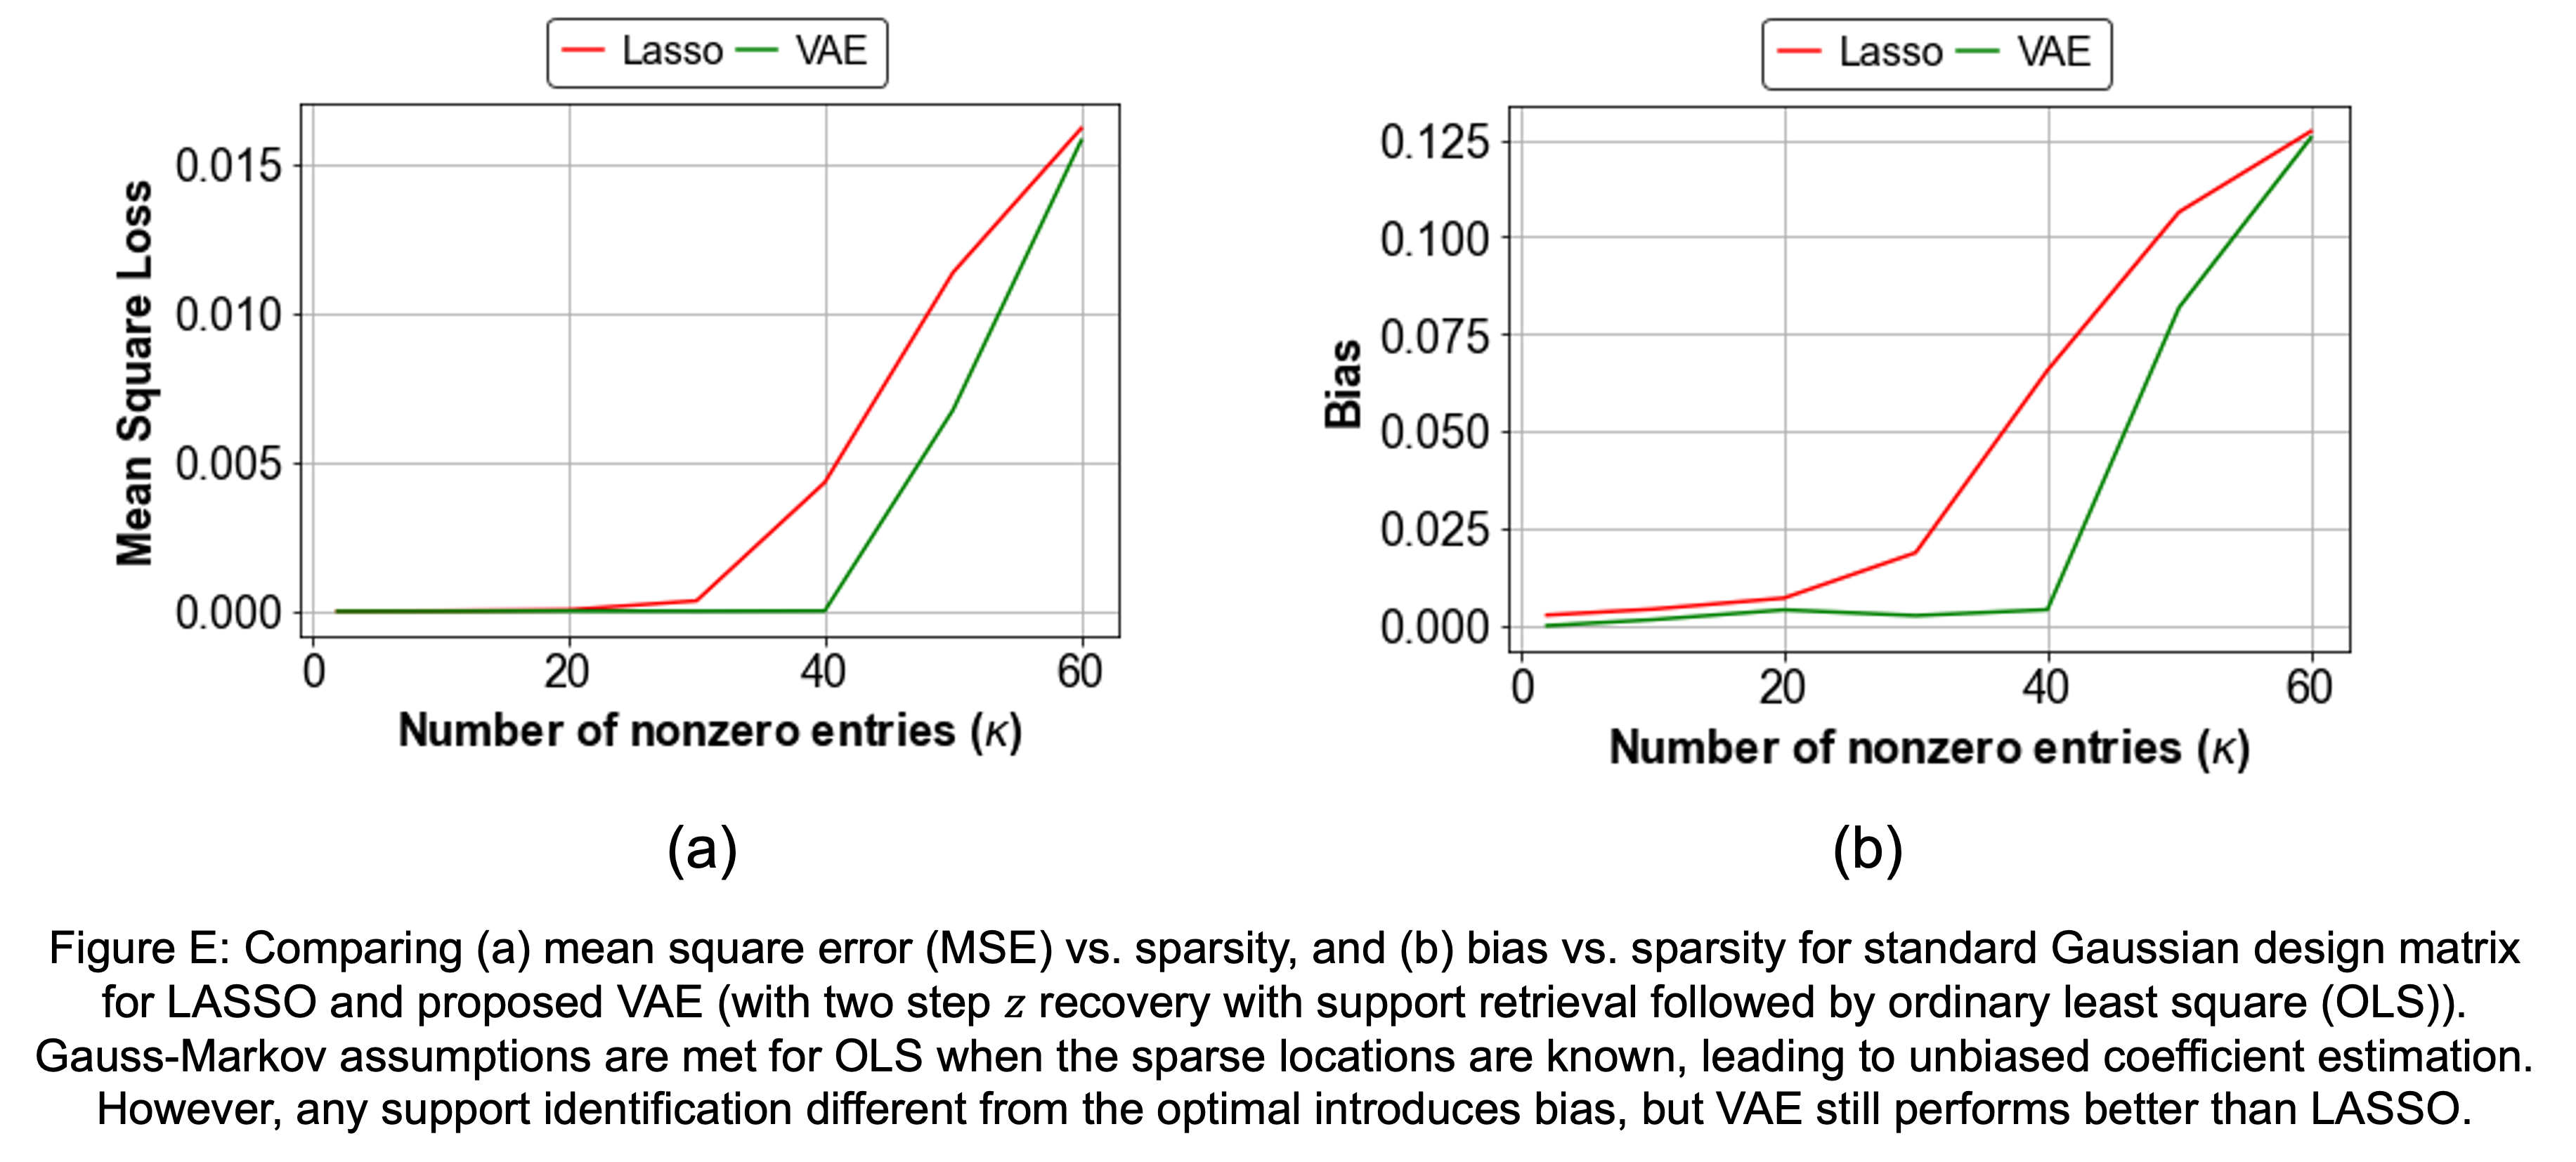 Lasso VAE
Mean Square Loss
0.015
0.010
0.005
0.000
0 20 40 60
Number of nonzero entries (κ)
(a)
Lasso VAE
Bias
0.125
0.100
0.075
0.050
0.025
0.000
0 20 40 60
Number of nonzero entries (κ)
(b)
Figure E: Comparing (a) mean square error (MSE) vs. sparsity, and (b) bias vs. sparsity for standard Gaussian design matrix
for LASSO and proposed VAE (with two step z recovery with support retrieval followed by ordinary least square (OLS)).
Gauss-Markov assumptions are met for OLS when the sparse locations are known, leading to unbiased coefficient estimation.
However, any support identification different from the optimal introduces bias, but VAE still performs better than LASSO.